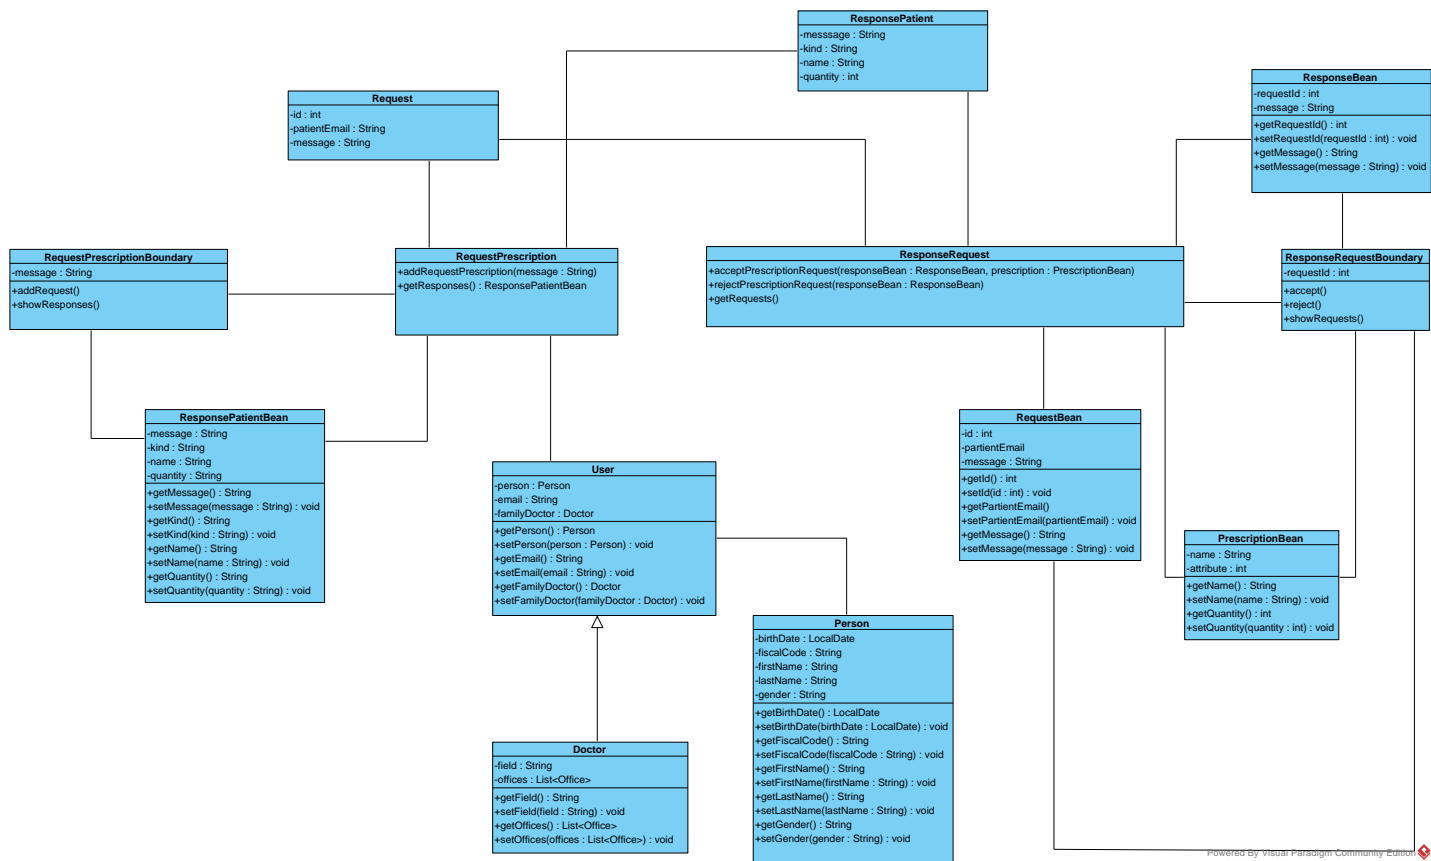 ResponsePatient
-messsage : String
-kind : String
-name : String
-quantity : int
ResponseBean
-requestId : int
-message : String
+getRequestId() : int
+setRequestId(requestId : int) : void
+getMessage() : String
+setMessage(message : String) : void
Request
-id : int
-patientEmail : String
-message : String
RequestPrescriptionBoundary
-message : String
+addRequest()
+showResponses()
RequestPrescription
+addRequestPrescription(message : String)
+getResponses() : ResponsePatientBean
ResponseRequest
+acceptPrescriptionRequest(responseBean : ResponseBean, prescription : PrescriptionBean)
+rejectPrescriptionRequest(responseBean : ResponseBean)
+getRequests()
ResponseRequestBoundary
-requestId : int
+accept()
+reject()
+showRequests()
ResponsePatientBean
-message : String
-kind : String
-name : String
-quantity : String
+getMessage() : String
+setMessage(message : String) : void
+getKind() : String
+setKind(kind : String) : void
+getName() : String
+setName(name : String) : void
+getQuantity() : String
+setQuantity(quantity : String) : void
User
-person : Person
-email : String
-familyDoctor : Doctor
+getPerson() : Person
+setPerson(person : Person) : void
+getEmail() : String
+setEmail(email : String) : void
+getFamilyDoctor() : Doctor
+setFamilyDoctor(familyDoctor : Doctor) : void
RequestBean
-id : int
-partientEmail
-message : String
+getId() : int
+setId(id : int) : void
+getPartientEmail()
+setPartientEmail(partientEmail) : void
+getMessage() : String
+setMessage(message : String) : void
PrescriptionBean
-name : String
-attribute : int
+getName() : String
+setName(name : String) : void
+getQuantity() : int
+setQuantity(quantity : int) : void
Person
-birthDate : LocalDate
-fiscalCode : String
-firstName : String
-lastName : String
-gender : String
+getBirthDate() : LocalDate
+setBirthDate(birthDate : LocalDate) : void
+getFiscalCode() : String
+setFiscalCode(fiscalCode : String) : void
+getFirstName() : String
+setFirstName(firstName : String) : void
+getLastName() : String
+setLastName(lastName : String) : void
+getGender() : String
+setGender(gender : String) : void
Doctor
-field : String
-offices : List<Office>
+getField() : String
+setField(field : String) : void
+getOffices() : List<Office>
+setOffices(offices : List<Office>) : void
Powered By Visual Paradigm Community Edition